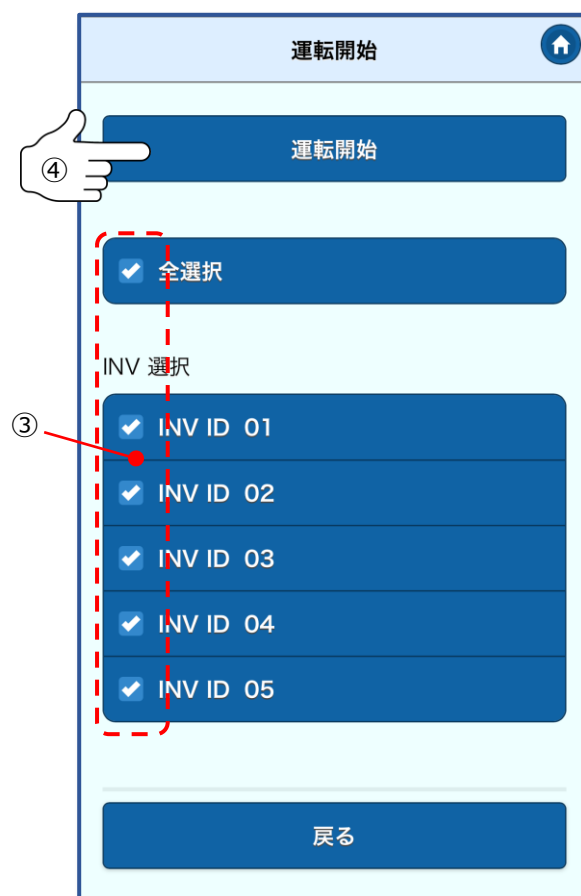 運転開始
運転開始
④
全選択
INV 選択
③
INV ID 01
INV ID 02
INV ID 03
INV ID 04
INV ID 05
戻る